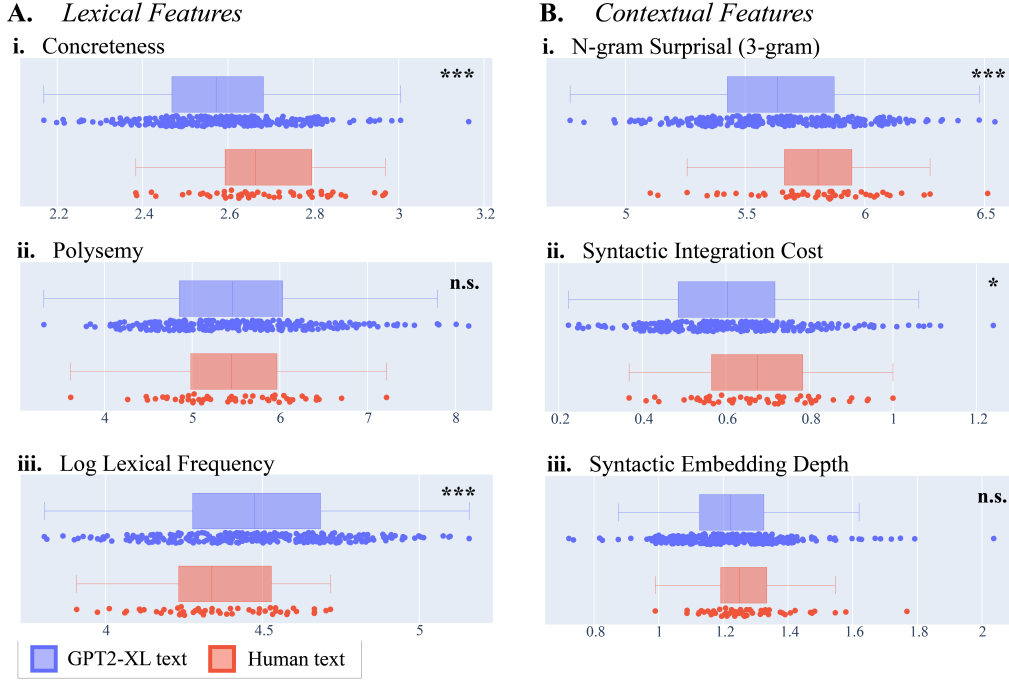 A. Lexical Features
i. Concreteness
***
2.2 2.4 2.6 2.8 3 3.2
ii. Polysemy
n.s.
4 5 6 7 8
iii. Log Lexical Frequency
***
4 4.5 5
B. Contextual Features
i. N-gram Surprisal (3-gram)
***
5 5.5 6 6.5
ii. Syntactic Integration Cost
*
0.2 0.4 0.6 0.8 1 1.2
iii. Syntactic Embedding Depth
n.s.
0.8 1 1.2 1.4 1.6 1.8 2
GPT2-XL text Human text